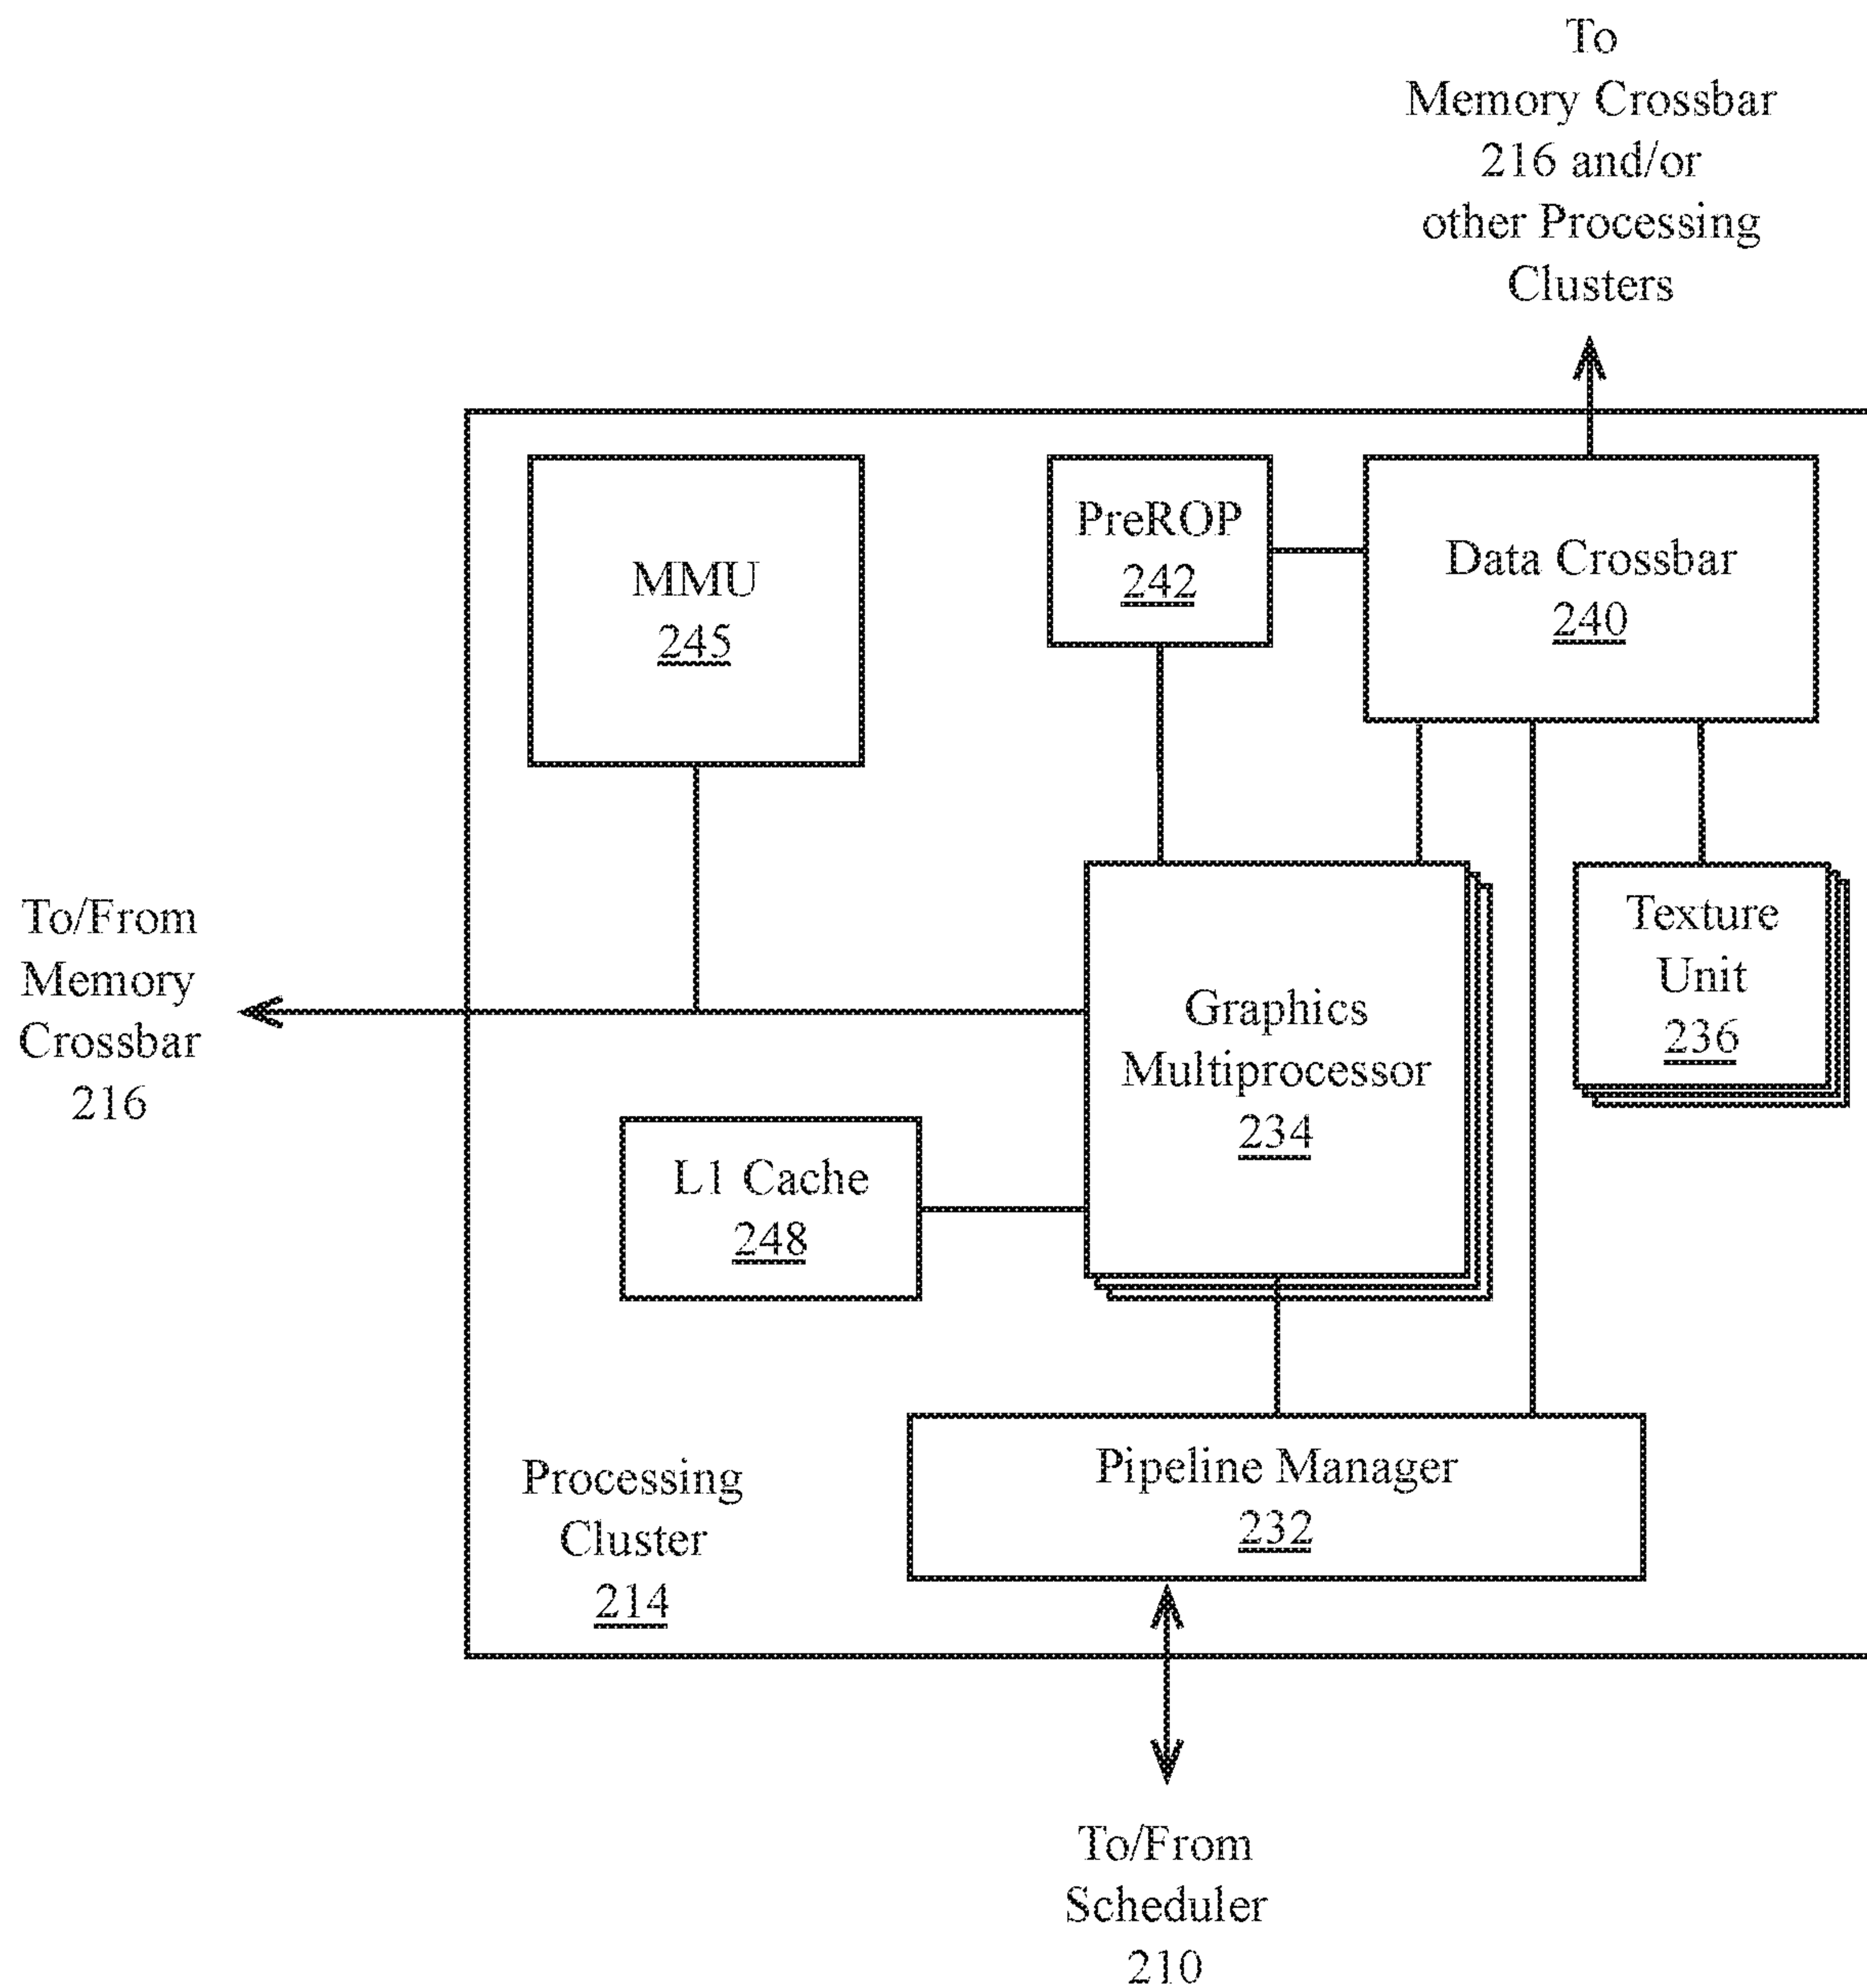 To
Memory Crossbar
216 and/or
other Processing
Clusters
MMU
245
PreROP
242
Data Crossbar
240
To/From
Memory
Crossbar
216
Graphics
Multiprocessor
234
Texture
Unit
236
L1 Cache
248
Pipeline Manager
232
Processing
Cluster
214
To/From
Scheduler
210